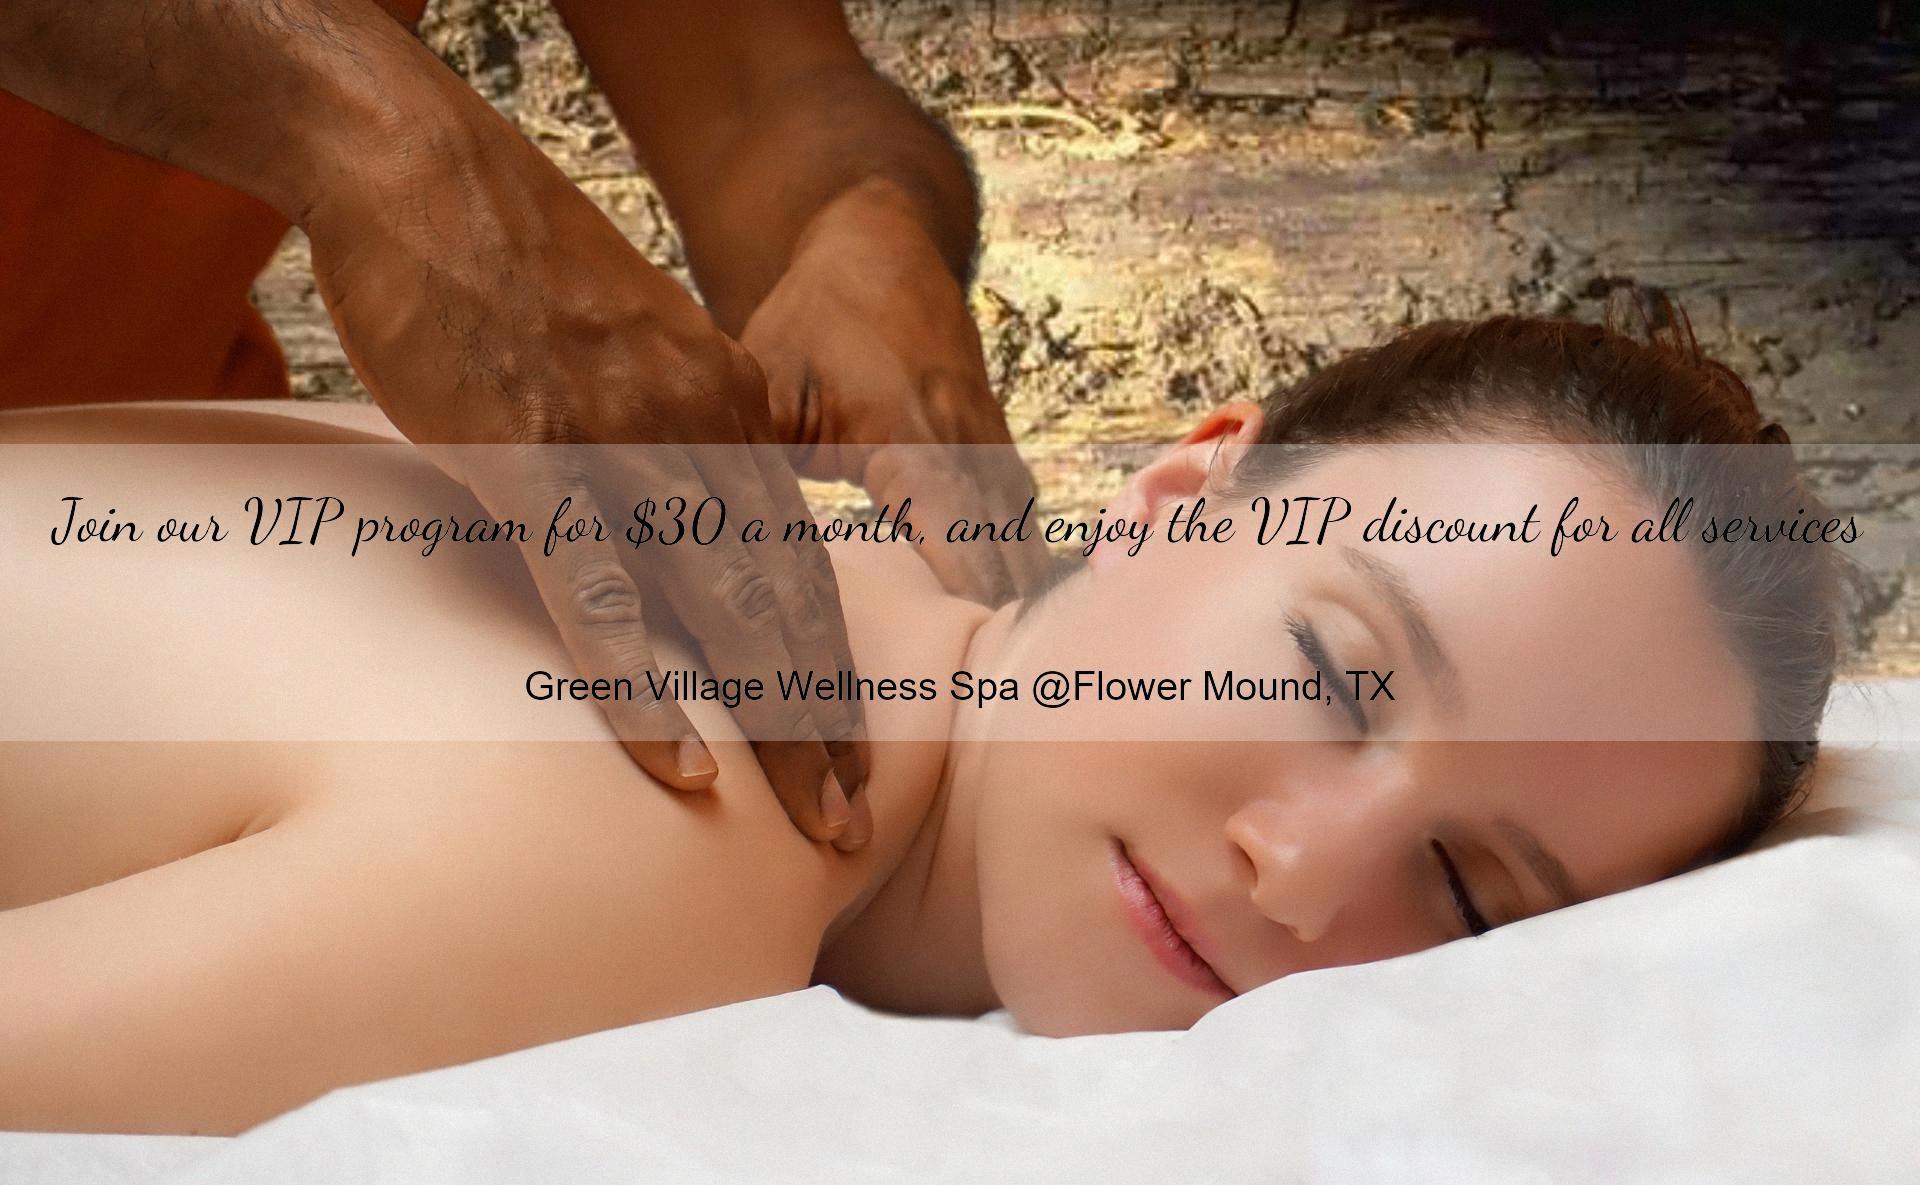 Join our VIP program for $30 a month, and enjoy the VIP discount for all services
Green Village Wellness Spa @Flower Mound, TX